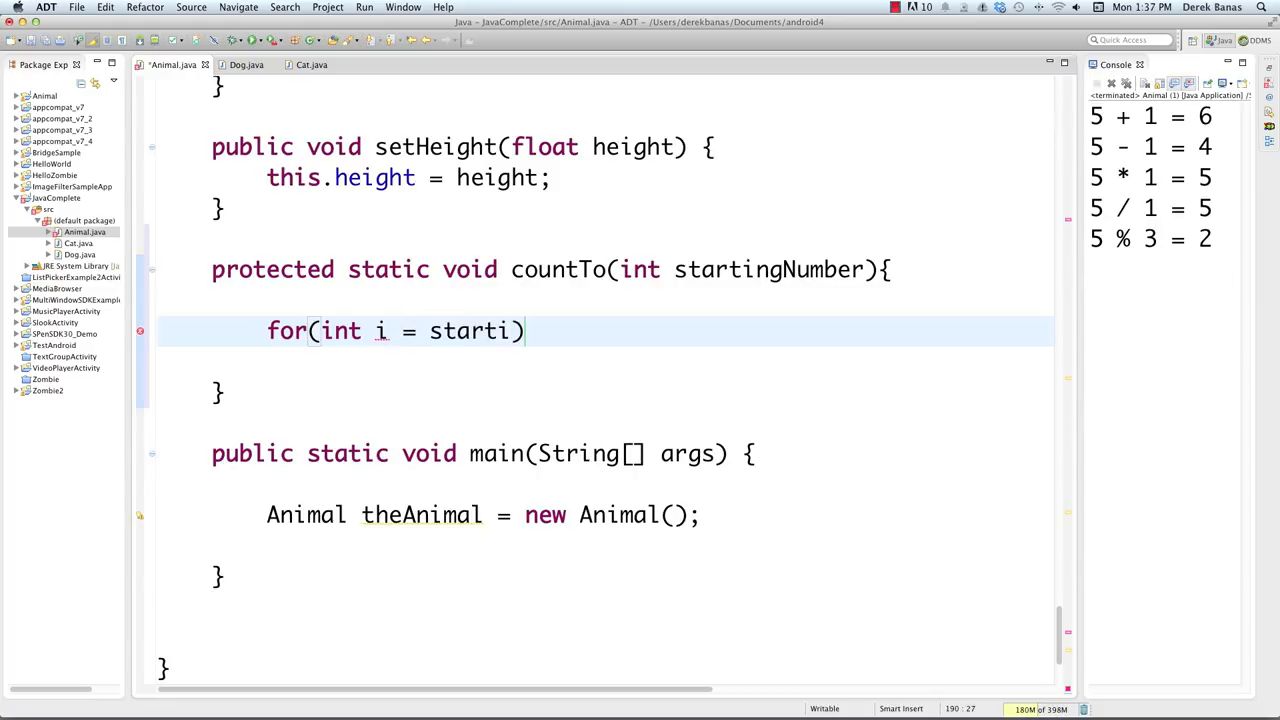 ADT File Edit Refactor Source Navigate Search Project Run Window Help
10 Mon 1:37 PM Derek Banas
Java - JavaComplete/src/Animal.java - ADT - /Users/derekbanas/Documents/android4
Quick Access Java DDMS
Package Exp
*Animal.java Dog.java Cat.java
Console
Animal
appcompat_v7
appcompat_v7_2
appcompat_v7_3
appcompat_v7_4
BridgeSample
HelloWorld
HelloZombie
ImageFilterSampleApp
JavaComplete
src
(default package)
Animal.java
Cat.java
Dog.java
JRE System Library [ja
ListPickerExample2Activi
MediaBrowser
MultiWindowSDKExample
MusicPlayerActivity
SlookActivity
SPenSDK30_Demo
TestAndroid
TextGroupActivity
VideoPlayerActivity
Zombie
Zombie2
}
public void setHeight(float height) {
this.height = height;
}
protected static void countTo(int startingNumber){
for(int i = starti)
}
public static void main(String[] args) {
Animal theAnimal = new Animal();
}
}
<terminated> Animal (1) [Java Application] /S
5 + 1 = 6
5 - 1 = 4
5 * 1 = 5
5 / 1 = 5
5 % 3 = 2
Writable Smart Insert 190 : 27 180M of 398M